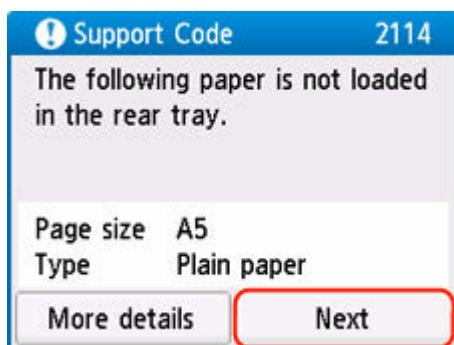 Support Code 2114
The following paper is not loaded
in the rear tray.
Page size A5
Type Plain paper
More details Next